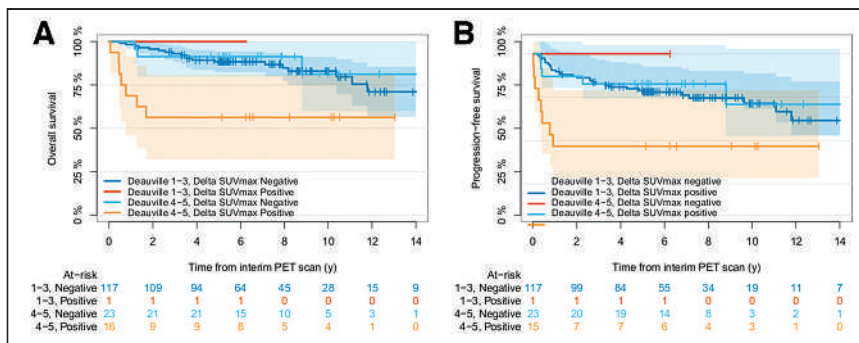 A
B
100 %
75 %
50 %
25 %
0 %
Overall survival
Deauville 1–3, Delta SUVmax Negative
Deauville 1–3, Delta SUVmax Positive
Deauville 4–5, Delta SUVmax Negative
Deauville 4–5, Delta SUVmax Positive
0 2 4 6 8 10 12 14
Time from interim PET scan (y)
At-risk
1–3, Negative 117 109 94 64 45 28 15 9
1–3, Positive 1 1 1 1 0 0 0 0
4–5, Negative 23 21 21 15 10 5 3 1
4–5, Positive 16 9 9 8 5 4 1 0
100 %
75 %
50 %
25 %
0 %
Progression-free survival
Deauville 1–3, Delta SUVmax negative
Deauville 1–3, Delta SUVmax positive
Deauville 4–5, Delta SUVmax negative
Deauville 4–5, Delta SUVmax positive
0 2 4 6 8 10 12 14
Time from interim PET scan (y)
At-risk
1–3, Negative 117 99 84 55 34 19 11 7
1–3, Positive 1 1 1 1 0 0 0 0
4–5, Negative 23 20 19 14 8 3 2 1
4–5, Positive 15 7 7 6 4 3 1 0